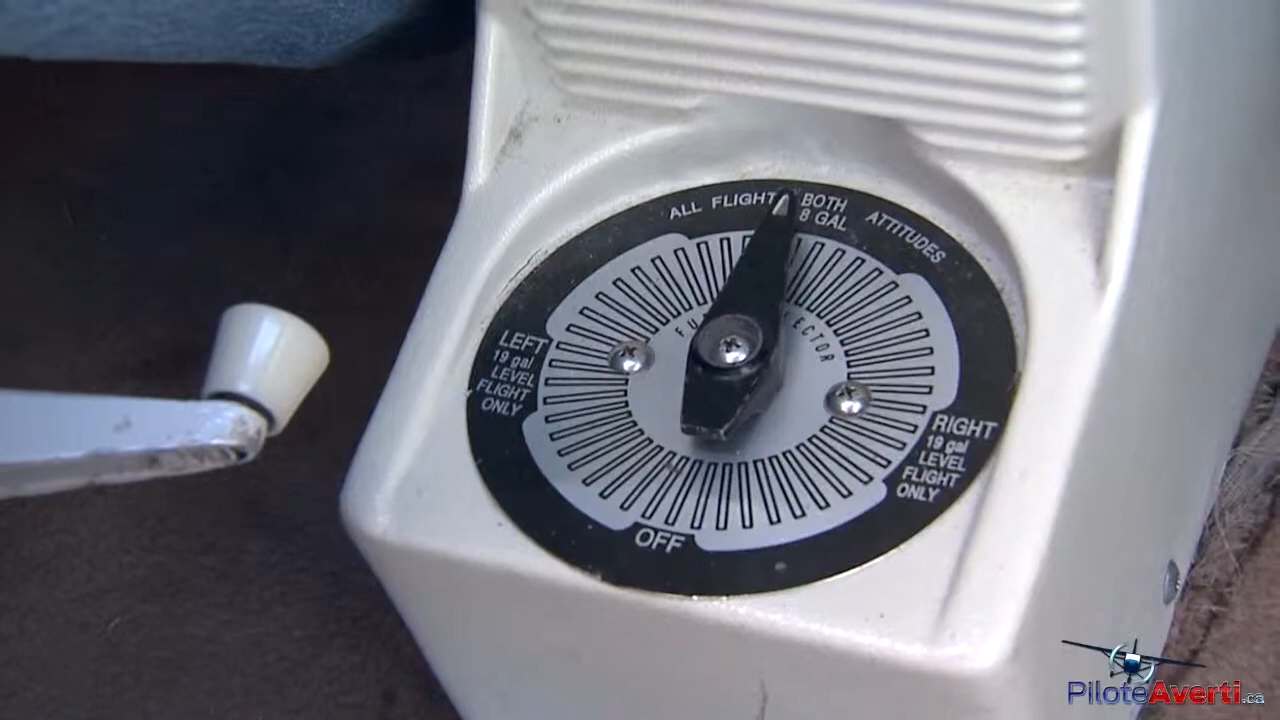 ALL FLIGHT BOTH ATTITUDES
8 GAL
LEFT
19 gal
LEVEL
FLIGHT
ONLY
RIGHT
19 gal
LEVEL
FLIGHT
ONLY
OFF
PiloteAverti.ca